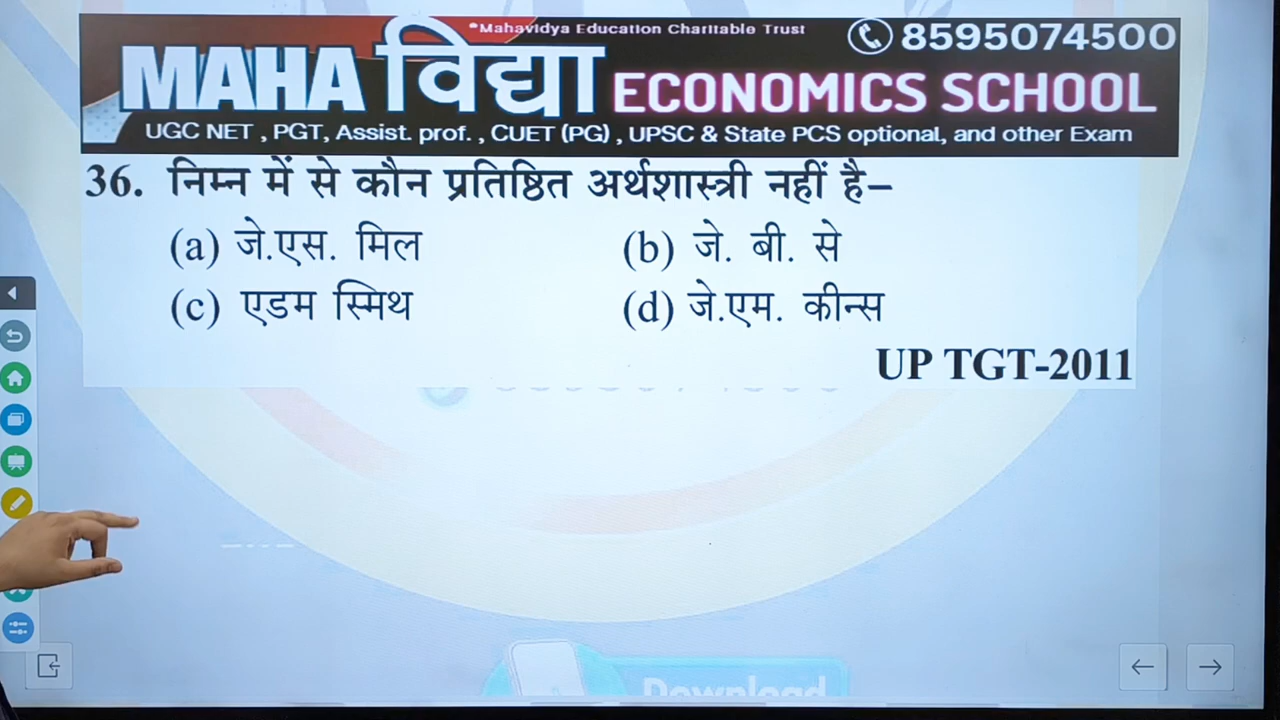 *Mahavidya Education Charitable Trust
8595074500
MAHA विद्या ECONOMICS SCHOOL
UGC NET , PGT, Assist. prof. , CUET (PG) , UPSC & State PCS optional, and other Exam
36. निम्न में से कौन प्रतिष्ठित अर्थशास्त्री नहीं है–
(a) जे.एस. मिल (b) जे. बी. से
(c) एडम स्मिथ (d) जे.एम. कीन्स
UP TGT-2011
Download